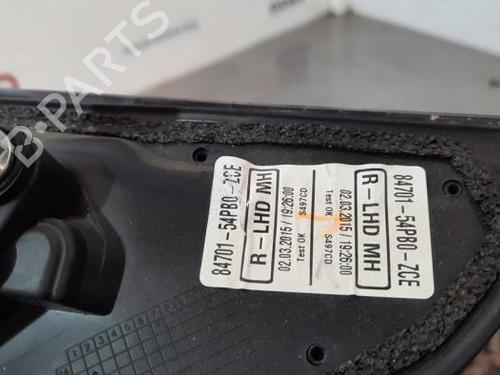 B-PARTS
84701-54PB0-ZCE
R-LHD MH
02.03.2015 / 19:26:00
Test OK S497CD
84701-54PB0-ZCE
R-LHD MH
02.03.2015 / 19:26:00
Test OK S497CD